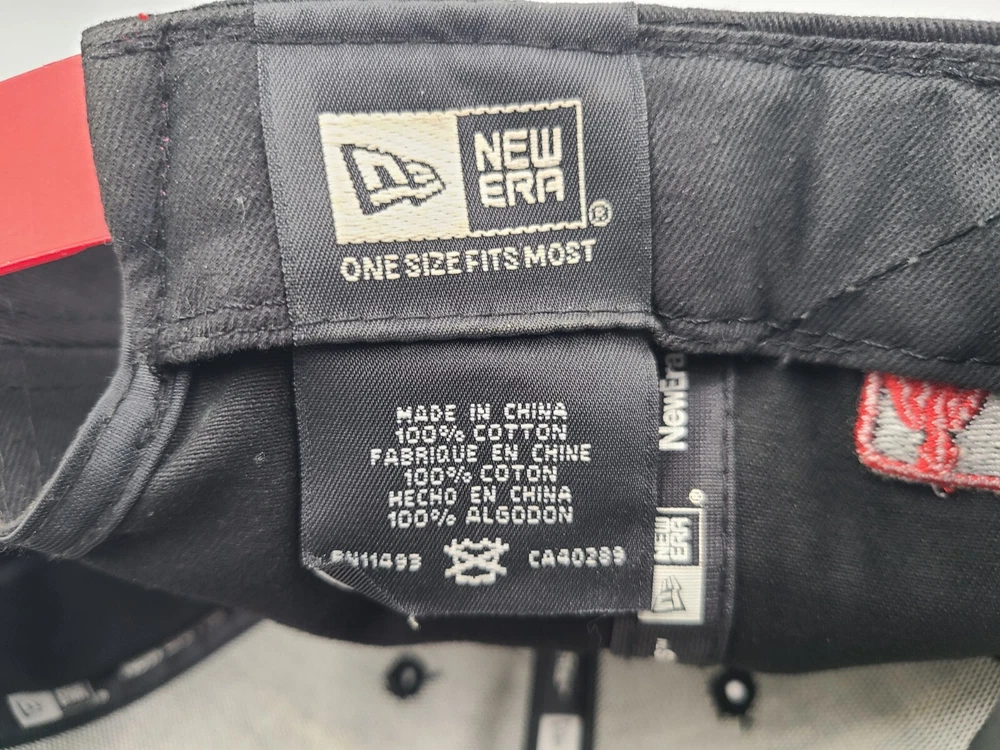 NEW
ERA
®
ONE SIZE FITS MOST
MADE IN CHINA
100% COTTON
FABRIQUE EN CHINE
100% COTON
HECHO EN CHINA
100% ALGODON
RN11493 CA40289
NewEra
NEW
ERA
®